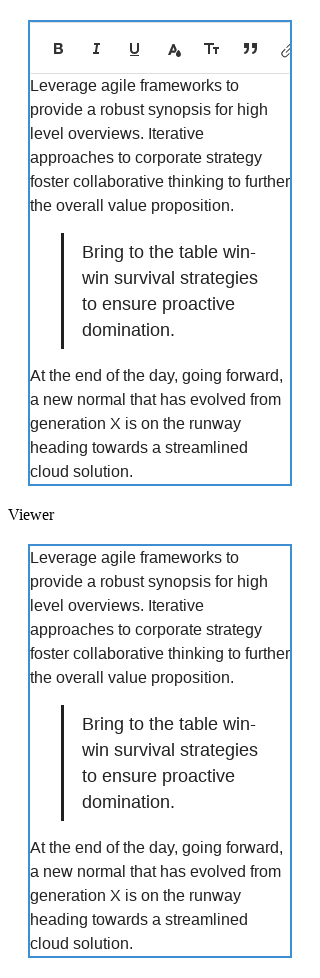 B I U A TT
Leverage agile frameworks to
provide a robust synopsis for high
level overviews. Iterative
approaches to corporate strategy
foster collaborative thinking to further
the overall value proposition.
Bring to the table win-
win survival strategies
to ensure proactive
domination.
At the end of the day, going forward,
a new normal that has evolved from
generation X is on the runway
heading towards a streamlined
cloud solution.
Viewer
Leverage agile frameworks to
provide a robust synopsis for high
level overviews. Iterative
approaches to corporate strategy
foster collaborative thinking to further
the overall value proposition.
Bring to the table win-
win survival strategies
to ensure proactive
domination.
At the end of the day, going forward,
a new normal that has evolved from
generation X is on the runway
heading towards a streamlined
cloud solution.